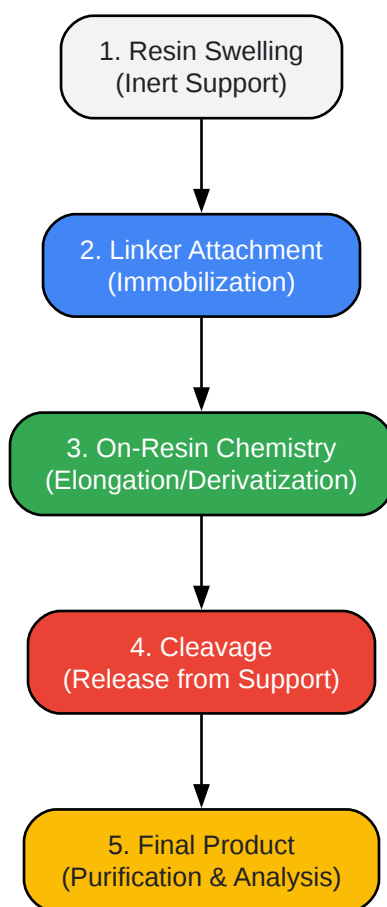 1. Resin Swelling
(Inert Support)
2. Linker Attachment
(Immobilization)
3. On-Resin Chemistry
(Elongation/Derivatization)
4. Cleavage
(Release from Support)
5. Final Product
(Purification & Analysis)